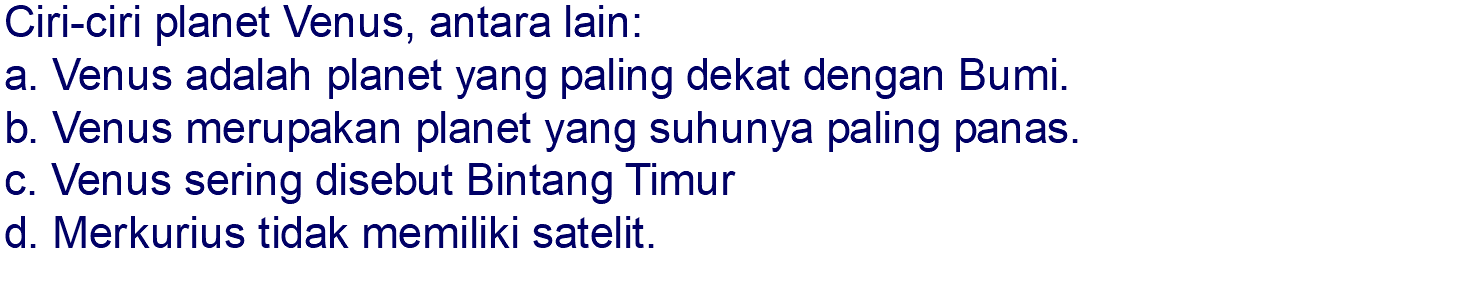 Ciri-ciri planet Venus, antara lain:
a. Venus adalah planet yang paling dekat dengan Bumi.
b. Venus merupakan planet yang suhunya paling panas.
c. Venus sering disebut Bintang Timur
d. Merkurius tidak memiliki satelit.